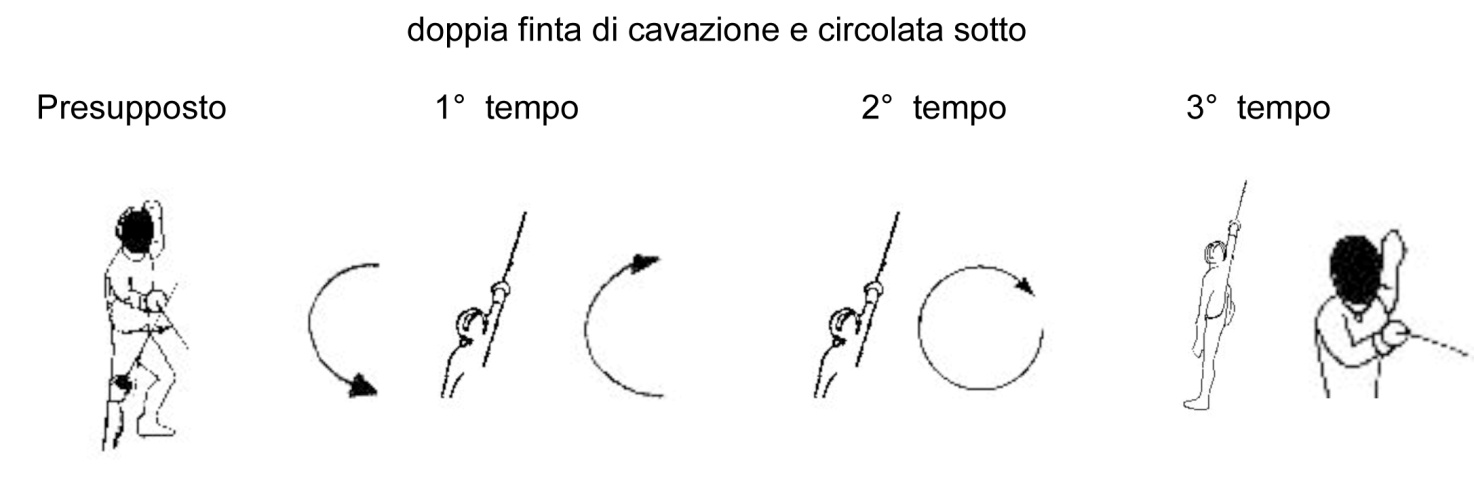 doppia finta di cavazione e circolata sotto
Presupposto 1° tempo 2° tempo 3° tempo